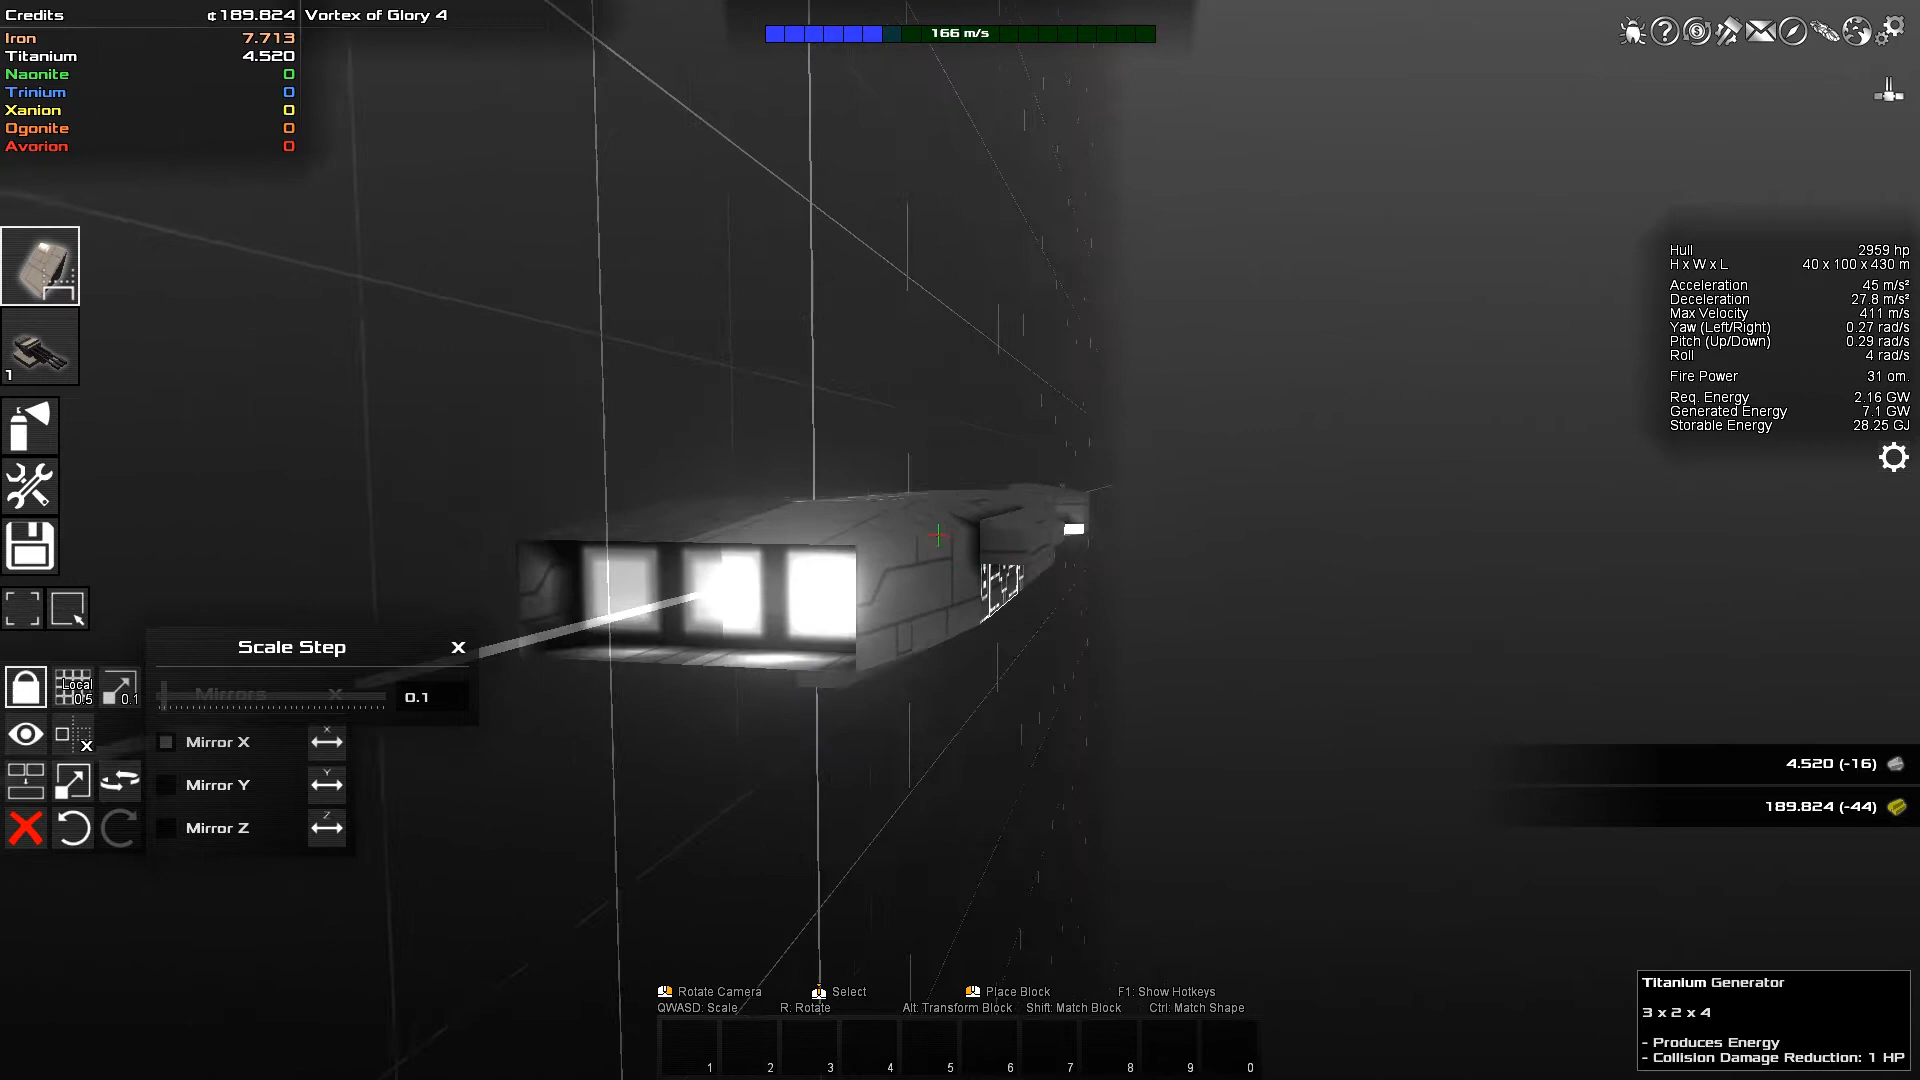 Credits ¢189.824 Vortex of Glory 4
Iron 7.713
Titanium 4.520
Naonite 0
Trinium 0
Xanion 0
Ogonite 0
Avorion 0
166 m/s
Hull 2959 hp
H x W x L 40 x 100 x 430 m
Acceleration 45 m/s²
Deceleration 27.8 m/s²
Max Velocity 411 m/s
Yaw (Left/Right) 0.27 rad/s
Pitch (Up/Down) 0.29 rad/s
Roll 4 rad/s
Fire Power 31 om.
Req. Energy 2.16 GW
Generated Energy 7.1 GW
Storable Energy 28.25 GJ
1
Scale Step X
Local
0.5
0.1
Mirrors X
0.1
X
Mirror X X
Mirror Y Y
Mirror Z Z
4.520 (-16)
189.824 (-44)
Rotate Camera Select Place Block F1: Show Hotkeys
QWASD: Scale R: Rotate Alt: Transform Block Shift: Match Block Ctrl: Match Shape
1 2 3 4 5 6 7 8 9 0
Titanium Generator
3 x 2 x 4
- Produces Energy
- Collision Damage Reduction: 1 HP